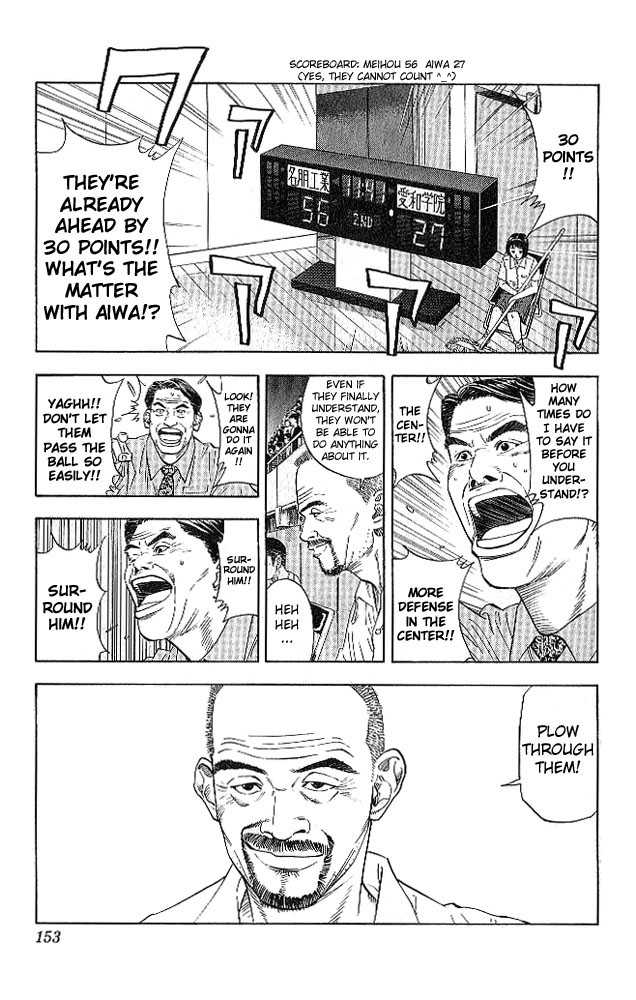 SCOREBOARD: MEIHOU 56 AIWA 27
(YES, THEY CANNOT COUNT ^_^)
30
POINTS
!!
THEY'RE
ALREADY
AHEAD BY
30 POINTS!!
WHAT'S THE
MATTER
WITH AIWA!?
名朋工業
11:41
愛和学院
56
2ND
27
HOW
MANY
TIMES DO
I HAVE
TO SAY IT
BEFORE
YOU
UNDER-
STAND!?
THE
CEN-
TER!!
MORE
DEFENSE
IN THE
CENTER!!
EVEN IF
THEY FINALLY
UNDERSTAND,
THEY WON'T
BE ABLE TO
DO ANYTHING
ABOUT IT.
HEH
HEH
...
LOOK!
THEY
ARE
GONNA
DO IT
AGAIN
!!
YAGHH!!
DON'T LET
THEM
PASS THE
BALL SO
EASILY!!
SUR-
ROUND
HIM!!
SUR-
ROUND
HIM!!
PLOW
THROUGH
THEM!
153